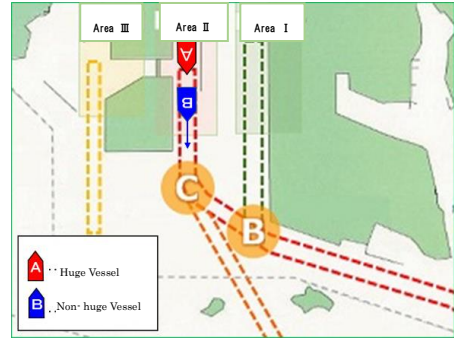 Area Ⅲ
Area Ⅱ
Area Ⅰ
A
B
C
B
A ‥ Huge Vessel
B ‥ Non- huge Vessel